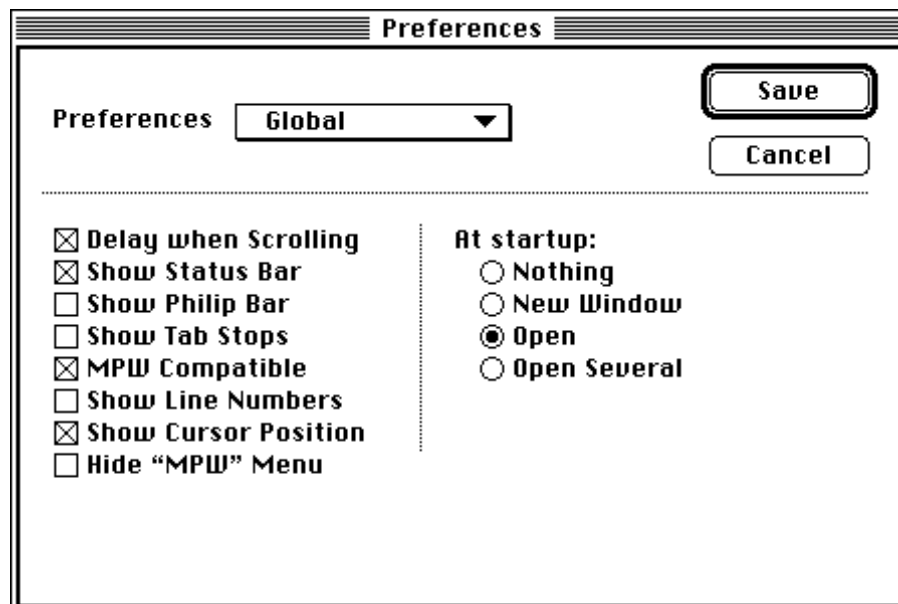 Preferences
Save
Preferences Global
Cancel
Delay when Scrolling
Show Status Bar
Show Philip Bar
Show Tab Stops
MPW Compatible
Show Line Numbers
Show Cursor Position
Hide “MPW” Menu
At startup:
Nothing
New Window
Open
Open Several